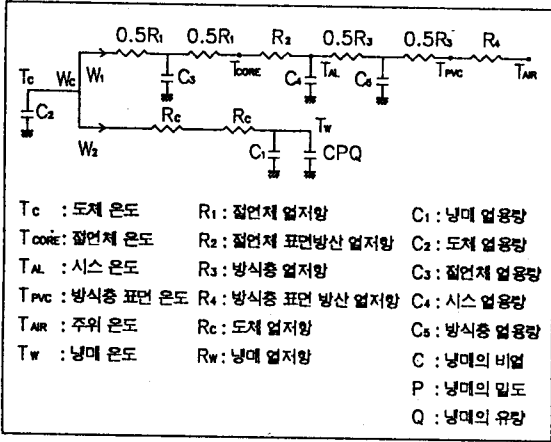 0.5R₁ 0.5R₁ R₂ 0.5R₃ 0.5R₃ R₄
Tc Wc W₁ C₃ TCORE C₄ TAL C₅ TPVC TAIR
C₂ Rc Rc Tw
W₂ C₁ CPQ
Tc : 도체 온도 R₁ : 절연체 열저항 C₁ : 냉매 열용량
TCORE : 절연체 온도 R₂ : 절연체 표면방산 열저항 C₂ : 도체 열용량
TAL : 시스 온도 R₃ : 방식층 열저항 C₃ : 절연체 열용량
TPVC : 방식층 표면 온도 R₄ : 방식층 표면 방산 열저항 C₄ : 시스 열용량
TAIR : 주위 온도 Rc : 도체 열저항 C₅ : 방식층 열용량
Tw : 냉매 온도 Rw : 냉매 열저항 C : 냉매의 비열
P : 냉매의 밀도
Q : 냉매의 유량